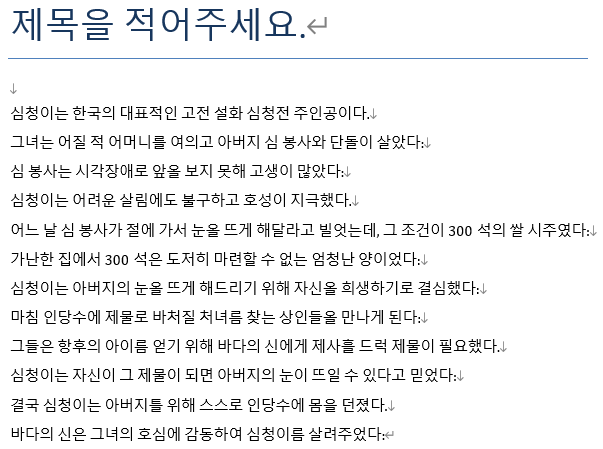 제목을 적어주세요.
심청이는 한국의 대표적인 고전 설화 심청전 주인공이다.
그녀는 어질 적 어머니를 여의고 아버지 심 봉사와 단돌이 살았다:
심 봉사는 시각장애로 앞올 보지 못해 고생이 많았다:
심청이는 어려운 살림에도 불구하고 호성이 지극했다.
어느 날 심 봉사가 절에 가서 눈올 뜨게 해달라고 빌엇는데, 그 조건이 300 석의 쌀 시주였다:
가난한 집에서 300 석은 도저히 마련할 수 없는 엄청난 양이었다:
심청이는 아버지의 눈올 뜨게 해드리기 위해 자신올 희생하기로 결심했다:
마침 인당수에 제물로 바처질 처녀름 찾는 상인들올 만나게 된다:
그들은 항후의 아이름 얻기 위해 바다의 신에게 제사흘 드럭 제물이 필요했다.
심청이는 자신이 그 제물이 되면 아버지의 눈이 뜨일 수 있다고 믿었다:
결국 심청이는 아버지틀 위해 스스로 인당수에 몸을 던졌다.
바다의 신은 그녀의 호심에 감동하여 심청이름 살려주었다: